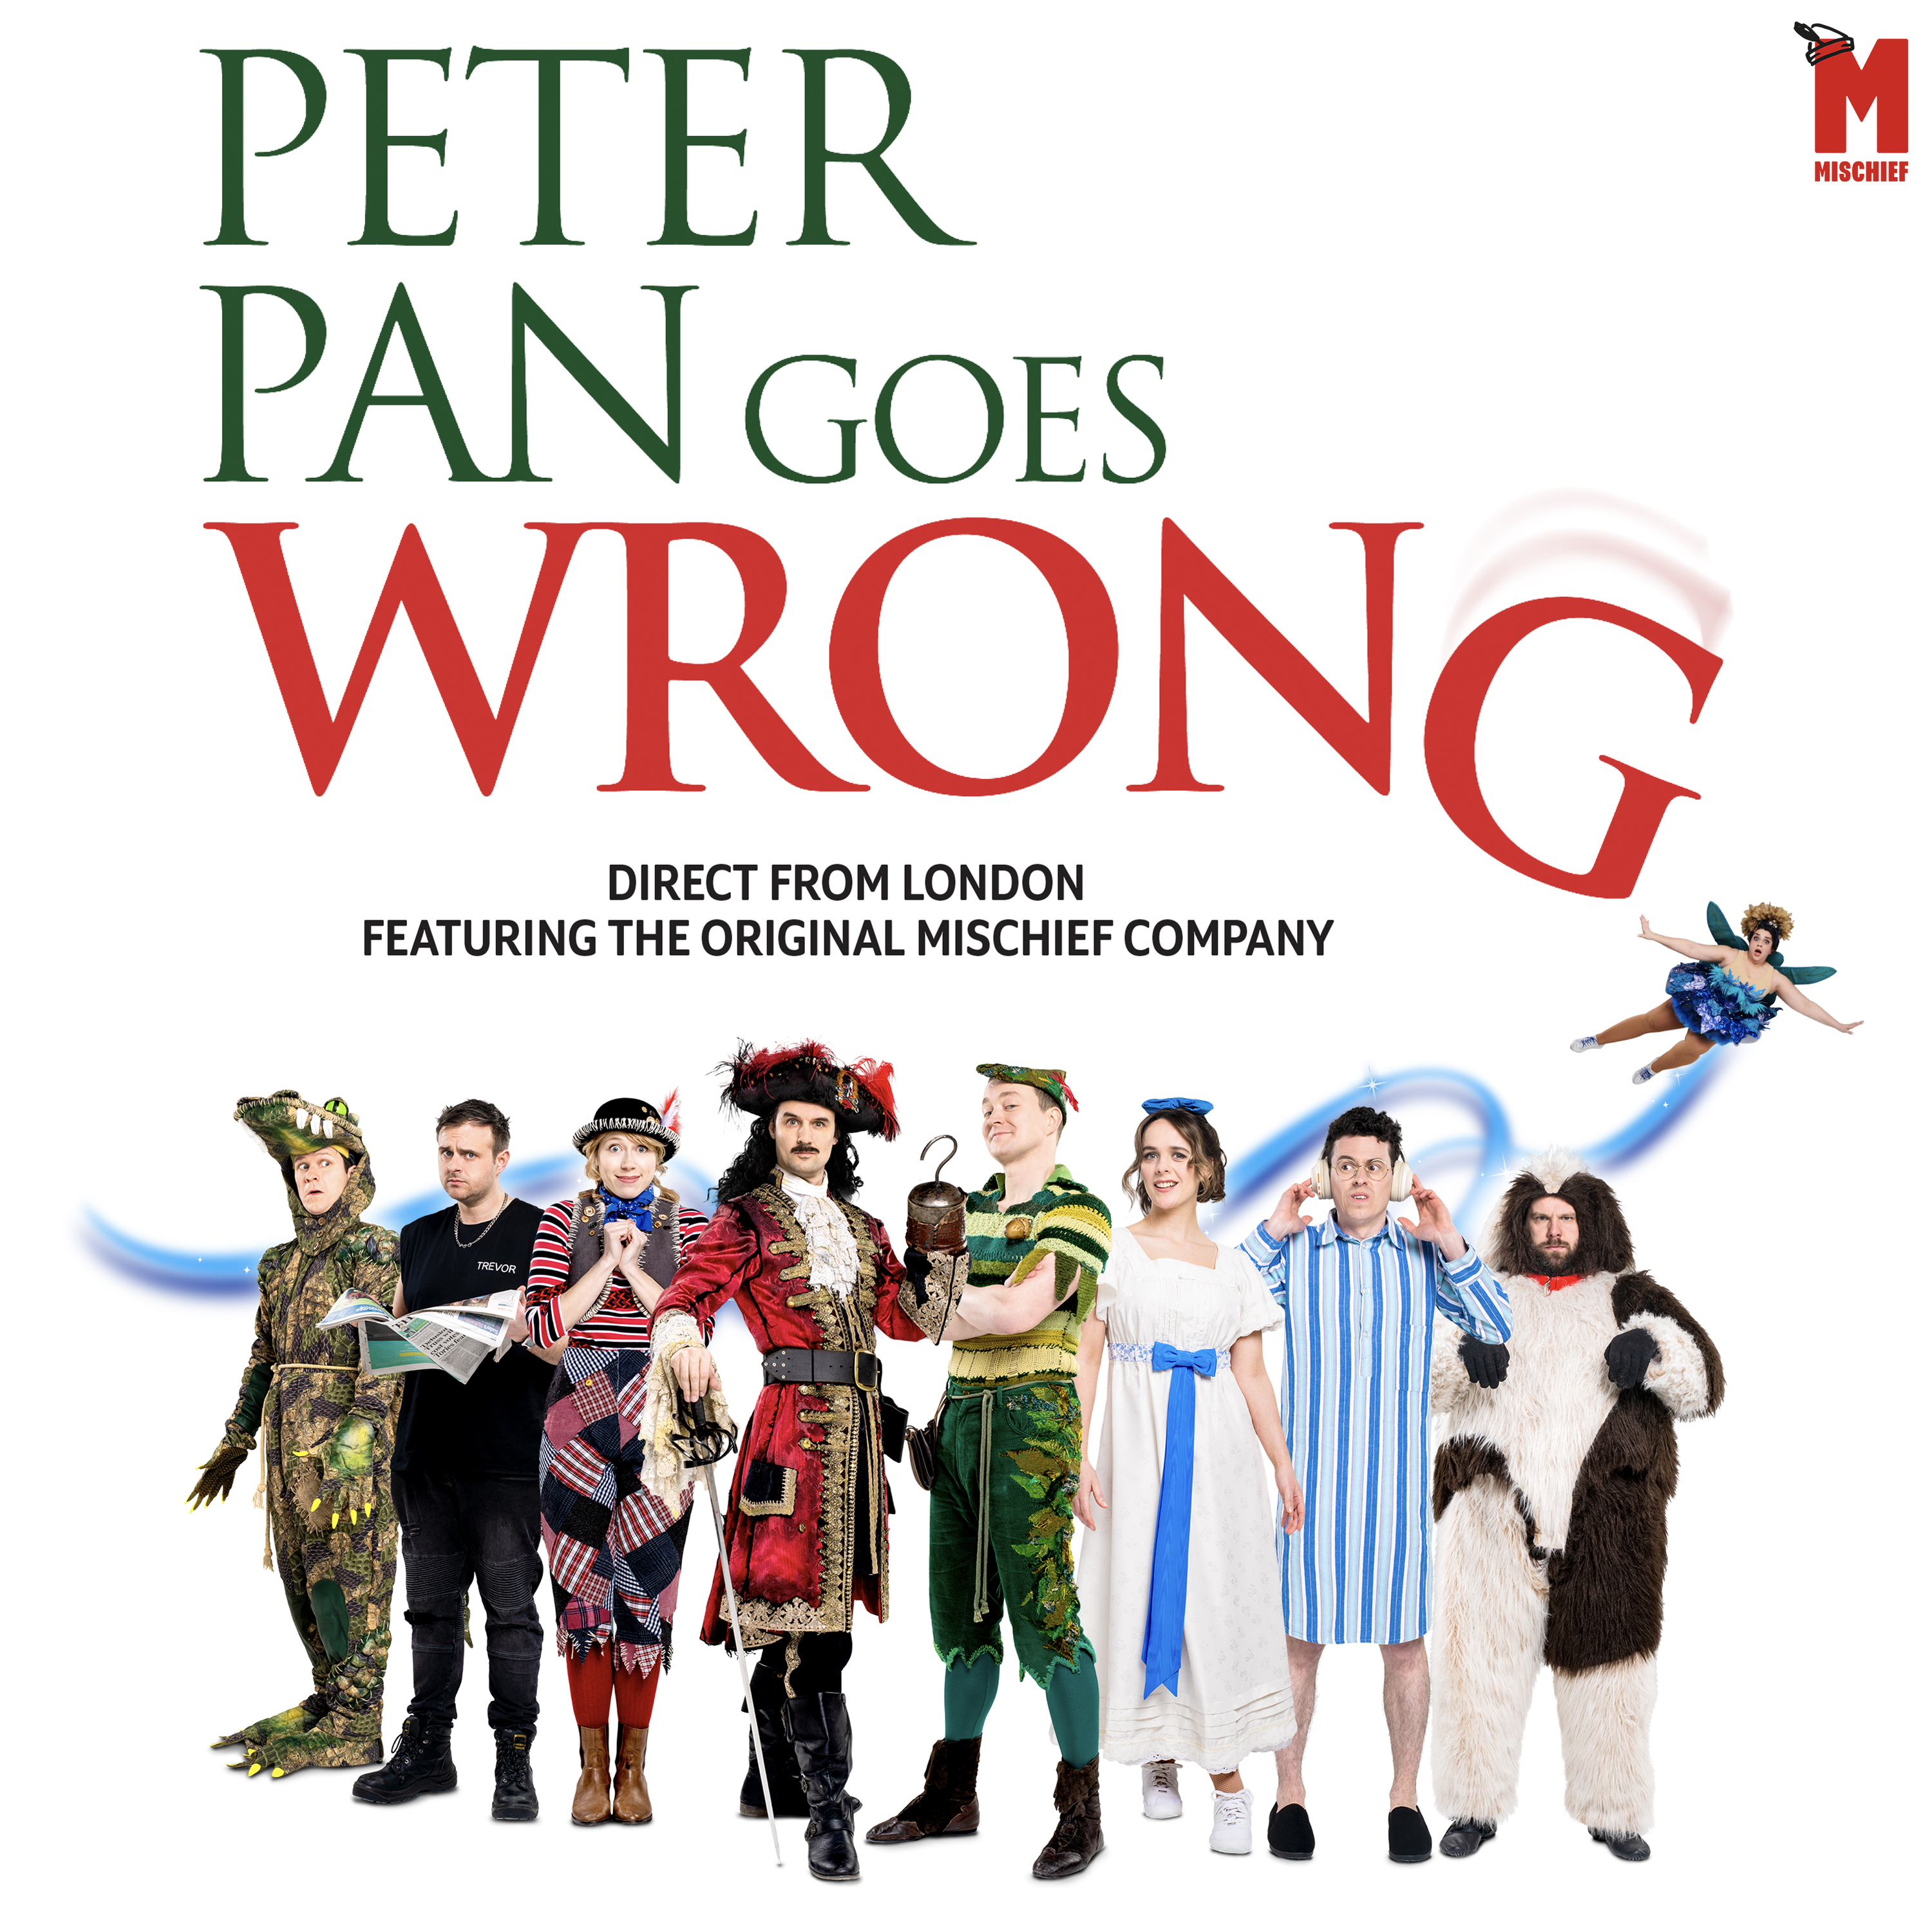 PETER
PAN GOES
WRONG
M
MISCHIEF
DIRECT FROM LONDON
FEATURING THE ORIGINAL MISCHIEF COMPANY
TREVOR